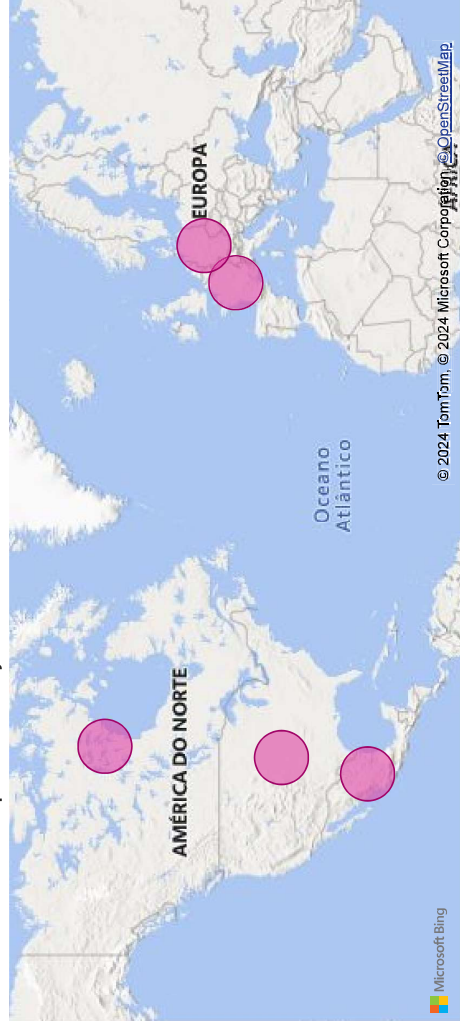 AMÉRICA DO NORTE
EUROPA
Oceano
Atlântico
Microsoft Bing
© 2024 TomTom, © 2024 Microsoft Corporation, © OpenStreetMap